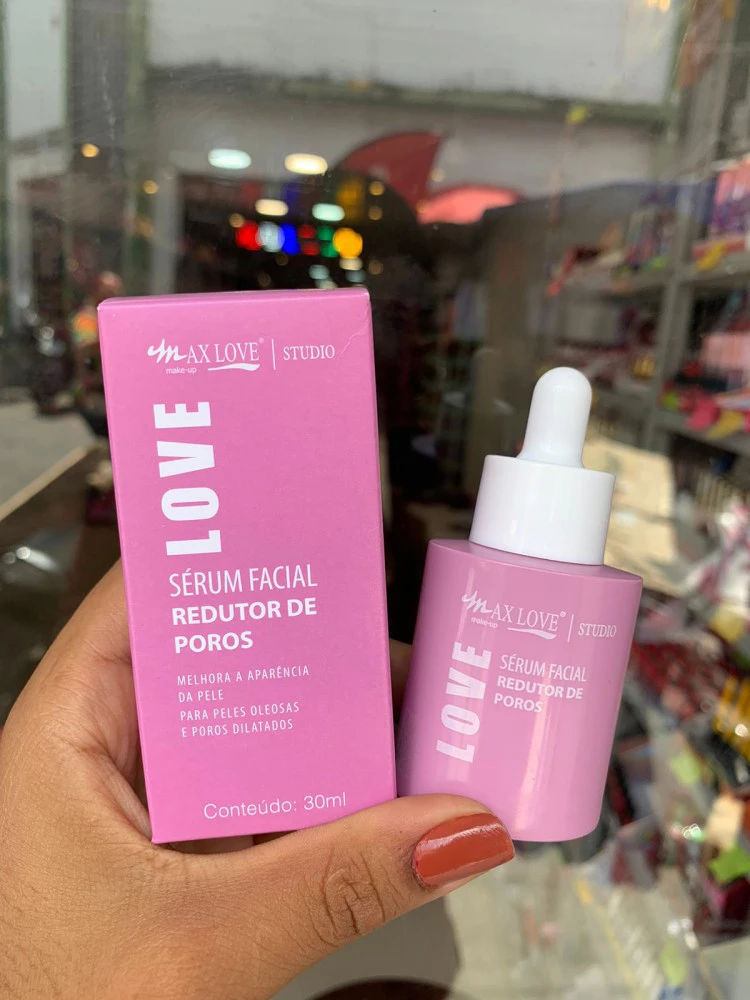 MAX LOVE® | STUDIO
make-up
LOVE
SÉRUM FACIAL
REDUTOR DE
POROS
MELHORA A APARÊNCIA
DA PELE
PARA PELES OLEOSAS
E POROS DILATADOS
Conteúdo: 30ml
MAX LOVE® | STUDIO
make-up
LOVE
SÉRUM FACIAL
REDUTOR DE
POROS